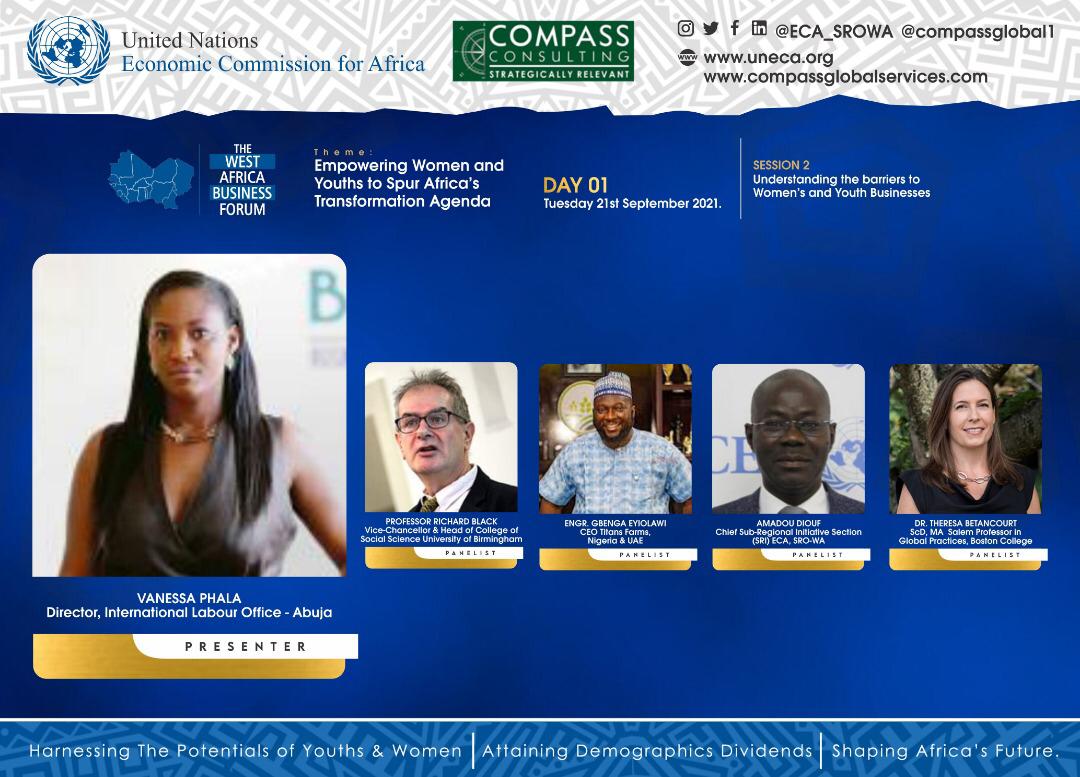 United Nations
Economic Commission for Africa
COMPASS
CONSULTING
STRATEGICALLY RELEVANT
@ECA_SROWA @compassglobal1
www www.uneca.org
www.compassglobalservices.com
THE
WEST
AFRICA
BUSINESS
FORUM
Theme:
Empowering Women and
Youths to Spur Africa's
Transformation Agenda
DAY 01
Tuesday 21st September 2021.
SESSION 2
Understanding the barriers to
Women's and Youth Businesses
B
VANESSA PHALA
Director, International Labour Office - Abuja
PRESENTER
PROFESSOR RICHARD BLACK
Vice-Chancellor & Head of College of
Social Science University of Birmingham
PANELIST
ENGR. GBENGA EYIOLAWI
CEO Titans Farms,
Nigeria & UAE
PANELIST
CE
AMADOU DIOUF
Chief Sub-Regional Initiative Section
(SRI) ECA, SRO-WA
PANELIST
DR. THERESA BETANCOURT
ScD, MA Salem Professor in
Global Practices, Boston College
PANELIST
Harnessing The Potentials of Youths & Women | Attaining Demographics Dividends | Shaping Africa's Future.